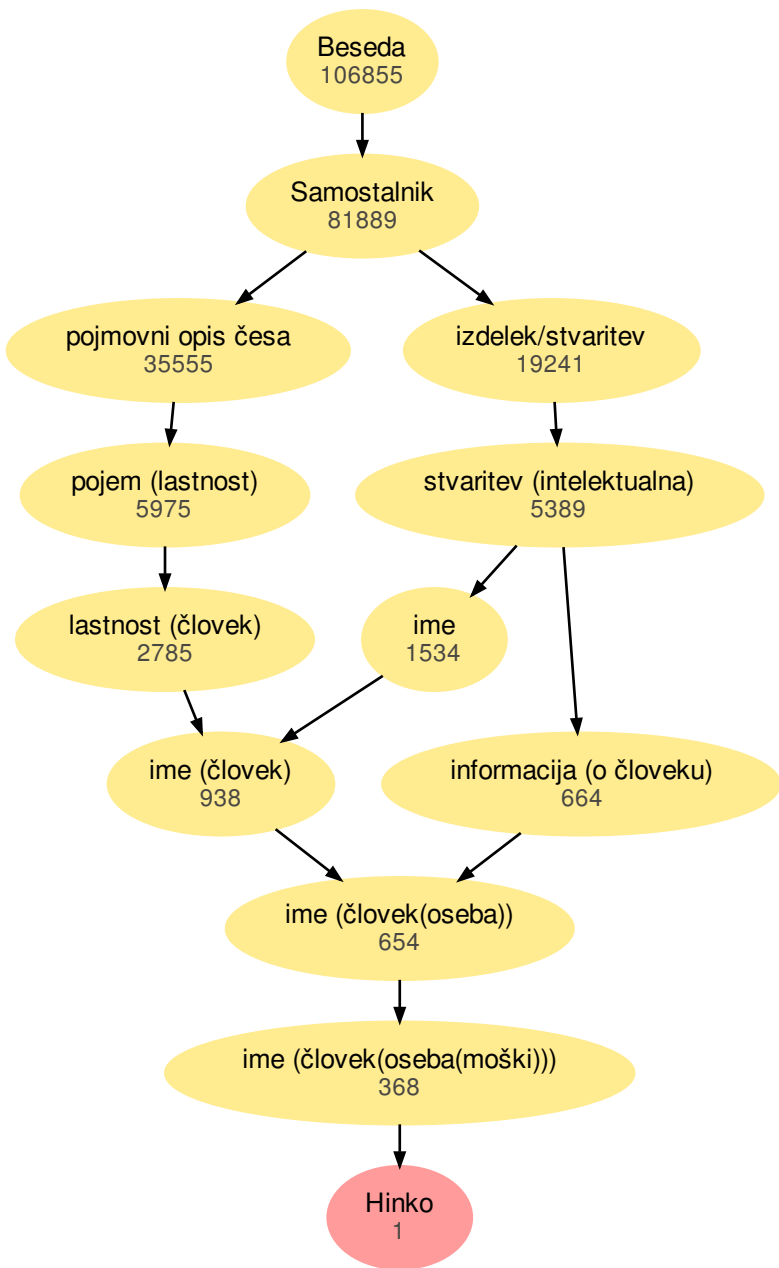 Beseda
106855
Samostalnik
81889
pojmovni opis česa
35555
izdelek/stvaritev
19241
pojem (lastnost)
5975
stvaritev (intelektualna)
5389
lastnost (človek)
2785
ime
1534
ime (človek)
938
informacija (o človeku)
664
ime (človek(oseba))
654
ime (človek(oseba(moški)))
368
Hinko
1